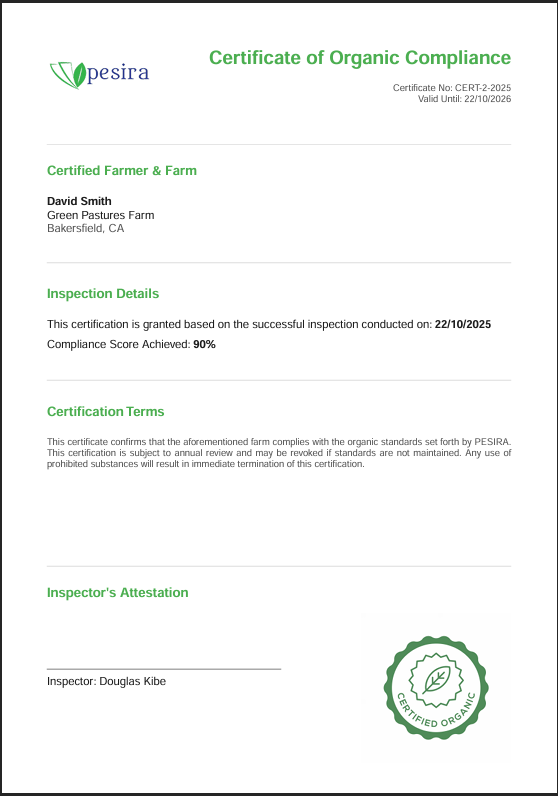 pesira
Certificate of Organic Compliance
Certificate No: CERT-2-2025
Valid Until: 22/10/2026
Certified Farmer & Farm
David Smith
Green Pastures Farm
Bakersfield, CA
Inspection Details
This certification is granted based on the successful inspection conducted on: 22/10/2025
Compliance Score Achieved: 90%
Certification Terms
This certificate confirms that the aforementioned farm complies with the organic standards set forth by PESIRA.
This certification is subject to annual review and may be revoked if standards are not maintained. Any use of
prohibited substances will result in immediate termination of this certification.
Inspector's Attestation
Inspector: Douglas Kibe
CERTIFIED ORGANIC